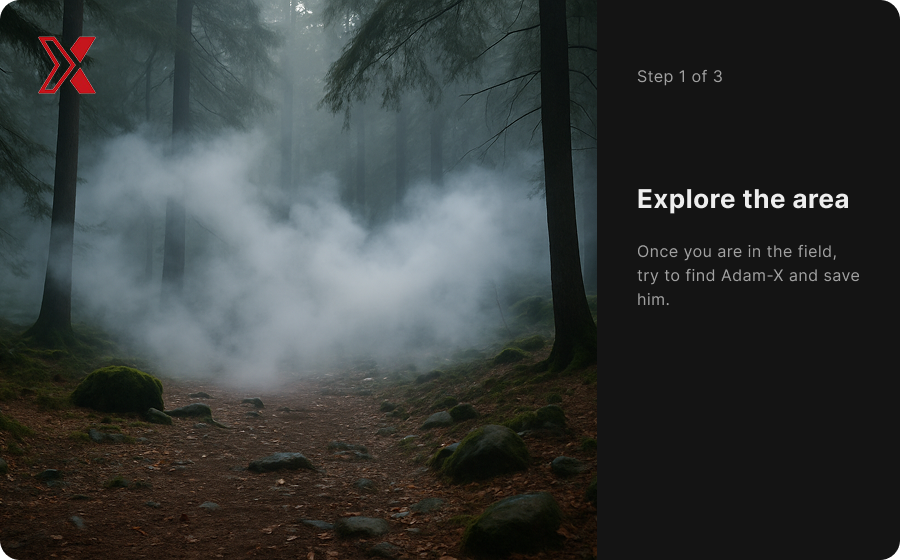 Step 1 of 3
Explore the area
Once you are in the field,
try to find Adam-X and save
him.